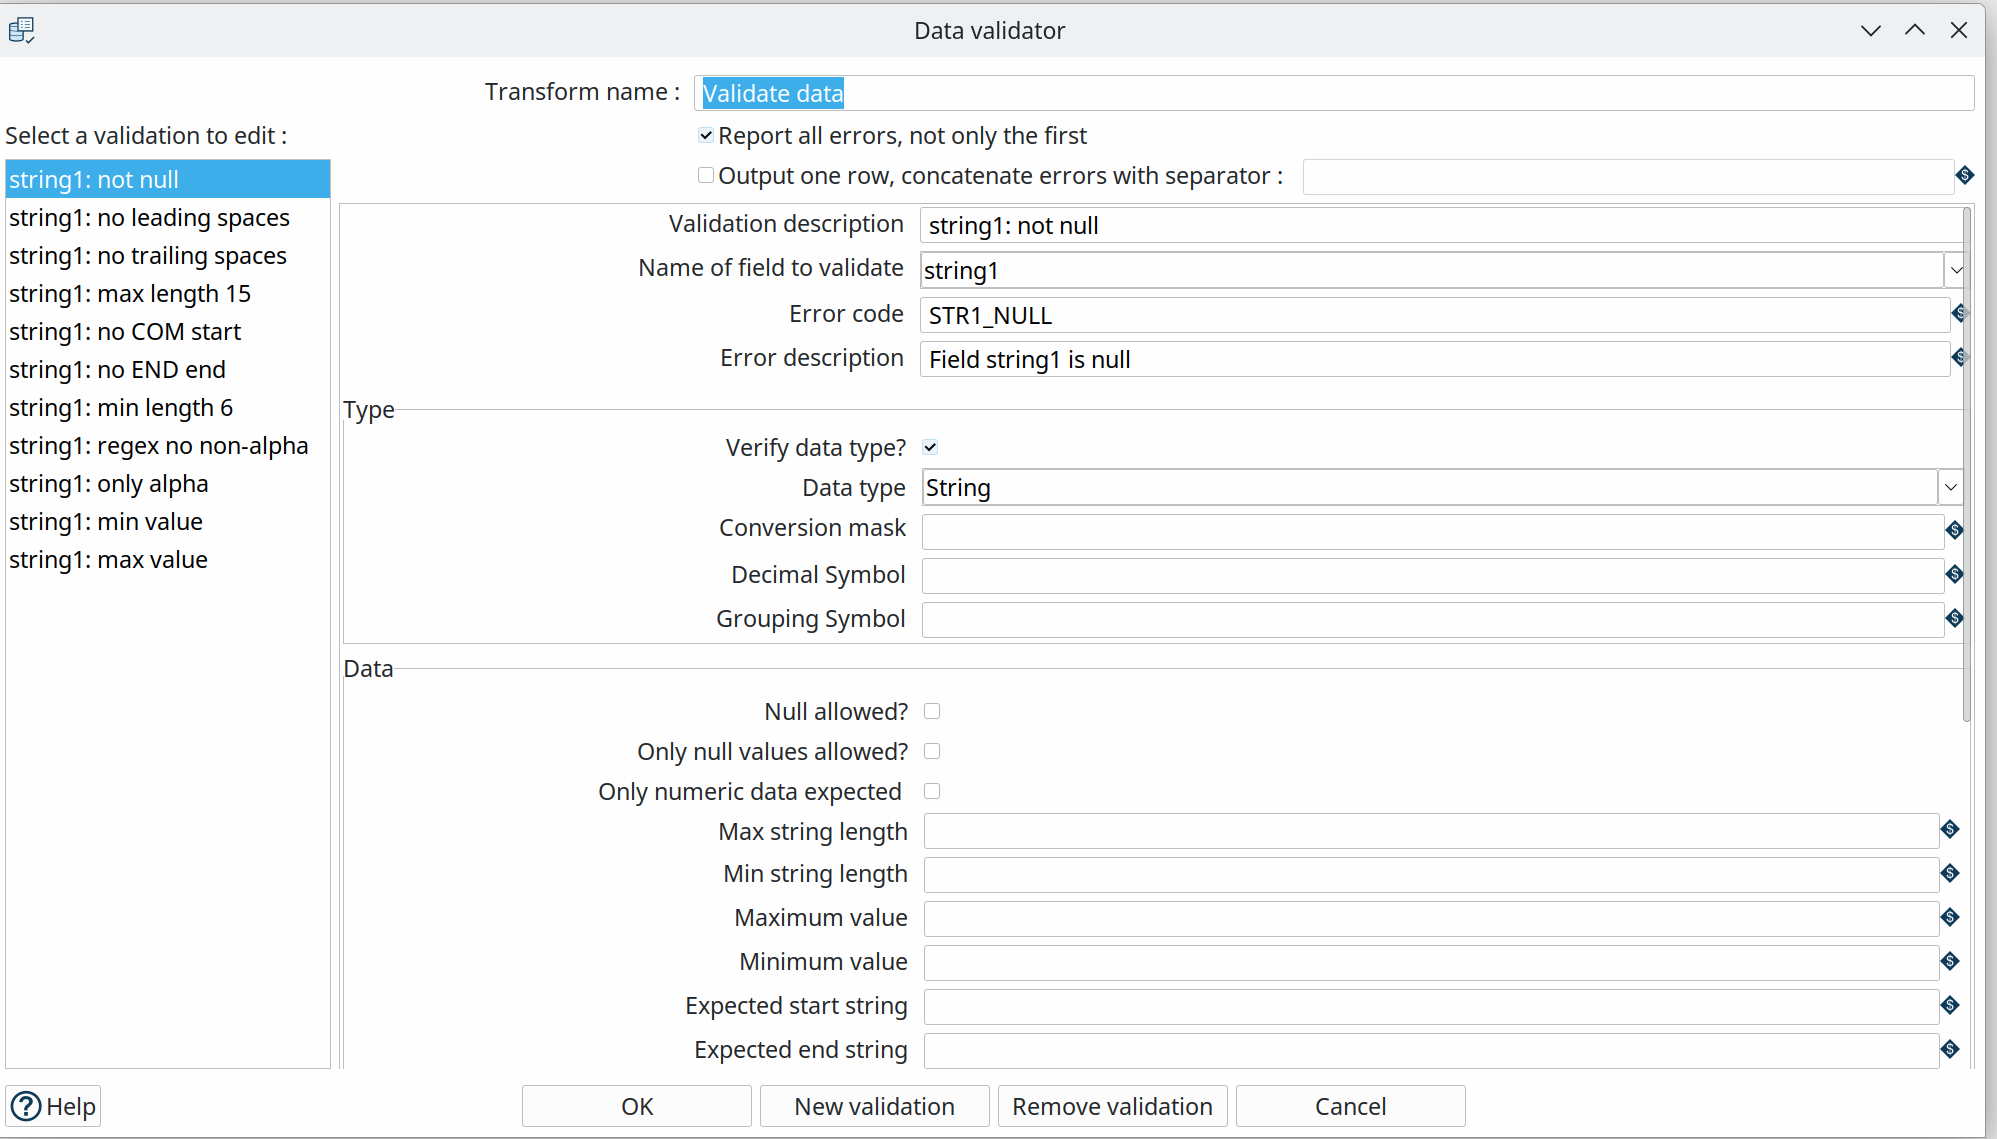 Data validator
Transform name :
Validate data
Select a validation to edit :
Report all errors, not only the first
Output one row, concatenate errors with separator :
string1: not null
string1: no leading spaces
string1: no trailing spaces
string1: max length 15
string1: no COM start
string1: no END end
string1: min length 6
string1: regex no non-alpha
string1: only alpha
string1: min value
string1: max value
Validation description
string1: not null
Name of field to validate
string1
Error code
STR1_NULL
Error description
Field string1 is null
Type
Verify data type?
Data type
String
Conversion mask
Decimal Symbol
Grouping Symbol
Data
Null allowed?
Only null values allowed?
Only numeric data expected
Max string length
Min string length
Maximum value
Minimum value
Expected start string
Expected end string
Help
OK
New validation
Remove validation
Cancel